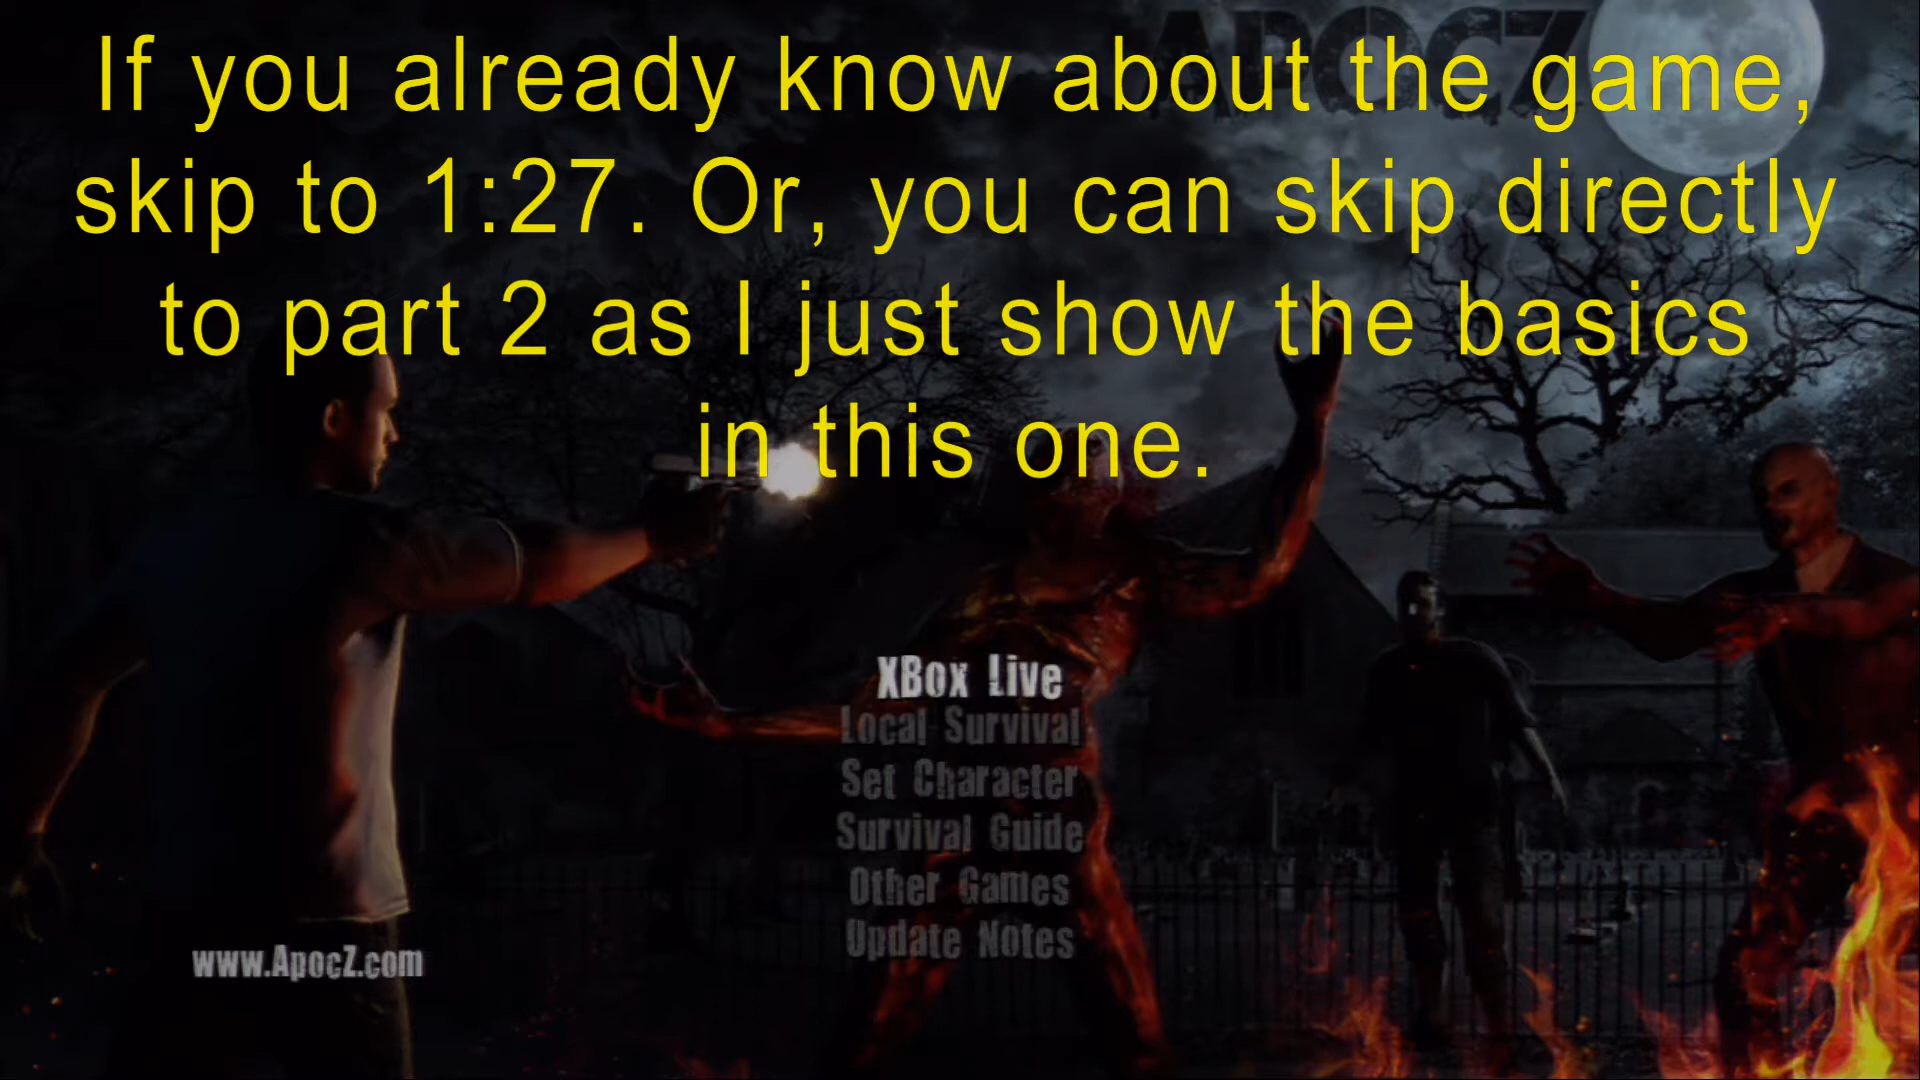 APOCZ
If you already know about the game,
skip to 1:27. Or, you can skip directly
to part 2 as I just show the basics
in this one.
XBox Live
Local Survival
Set Character
Survival Guide
Other Games
Update Notes
www.ApocZ.com